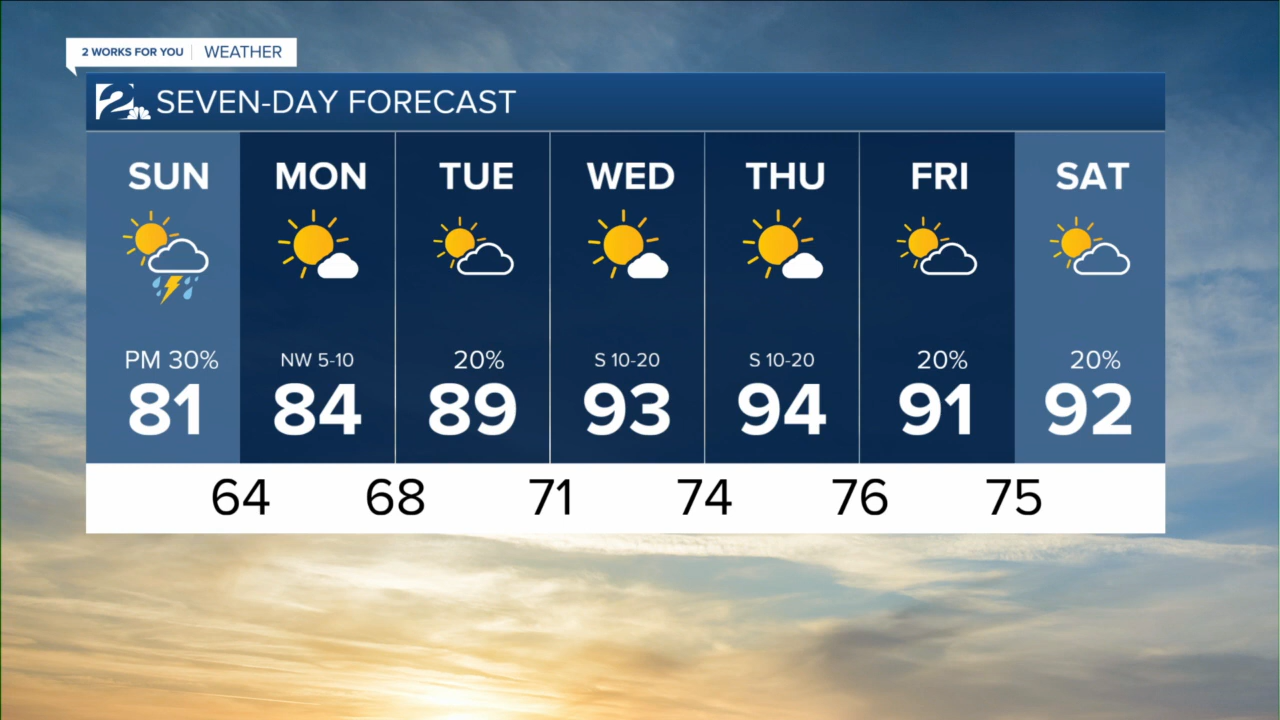 2 WORKS FOR YOU | WEATHER
2 SEVEN-DAY FORECAST
SUN MON TUE WED THU FRI SAT
PM 30% NW 5-10 20% S 10-20 S 10-20 20% 20%
81 84 89 93 94 91 92
64 68 71 74 76 75